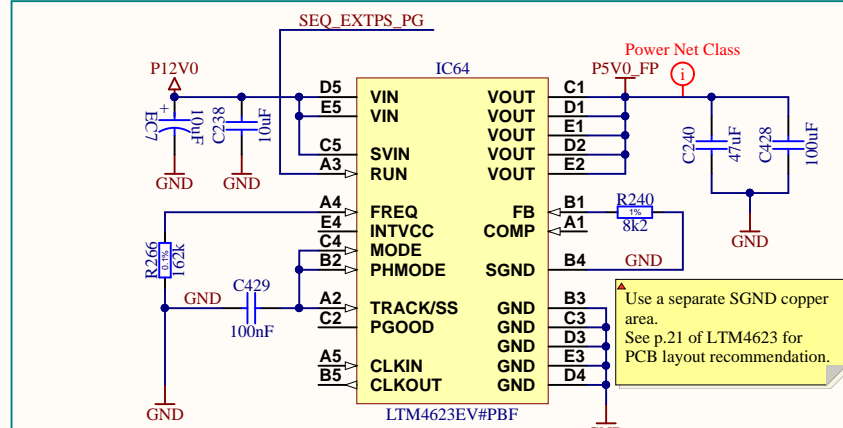 SEQ_EXTPS_PG
Power Net Class
P12V0
IC64
P5V0_FP
i
D5 VIN VOUT C1
E5 VIN VOUT D1
VOUT E1
C5 SVIN VOUT D2
A3 RUN VOUT E2
+
EC7
10uF
C238
10uF
C240
47uF
C428
100uF
GND
GND
A4 FREQ FB B1
E4 INTVCC COMP A1
C4 MODE
B2 PHMODE SGND B4
R240
1%
8k2
GND
GND
R266
0.1%
162k
GND
C429
100nF
A2 TRACK/SS GND B3
C2 PGOOD GND C3
GND D3
A5 CLKIN GND E3
B5 CLKOUT GND D4
Use a separate SGND copper
area.
See p.21 of LTM4623 for
PCB layout recommendation.
GND
LTM4623EV#PBF
GND